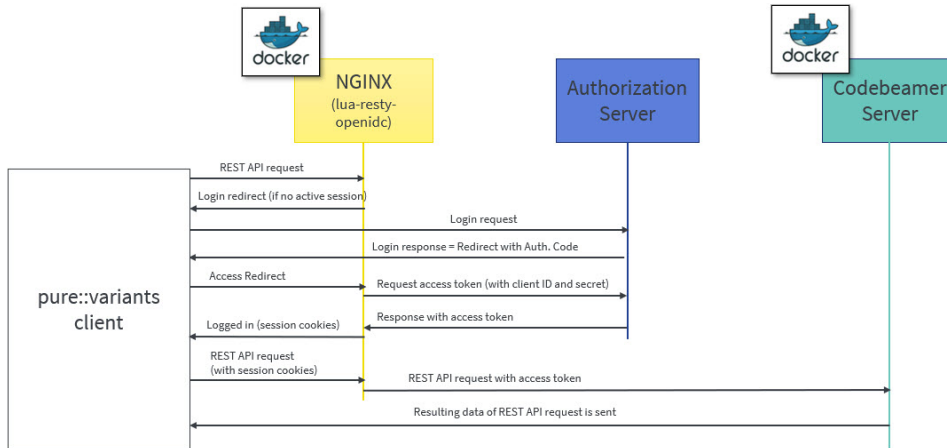 docker
docker
NGINX
(lua-resty-
openidc)
Authorization
Server
Codebeamer
Server
pure::variants
client
REST API request
Login redirect (if no active session)
Login request
Login response = Redirect with Auth. Code
Access Redirect
Request access token (with client ID and secret)
Response with access token
Logged in (session cookies)
REST API request
(with session cookies)
REST API request with access token
Resulting data of REST API request is sent